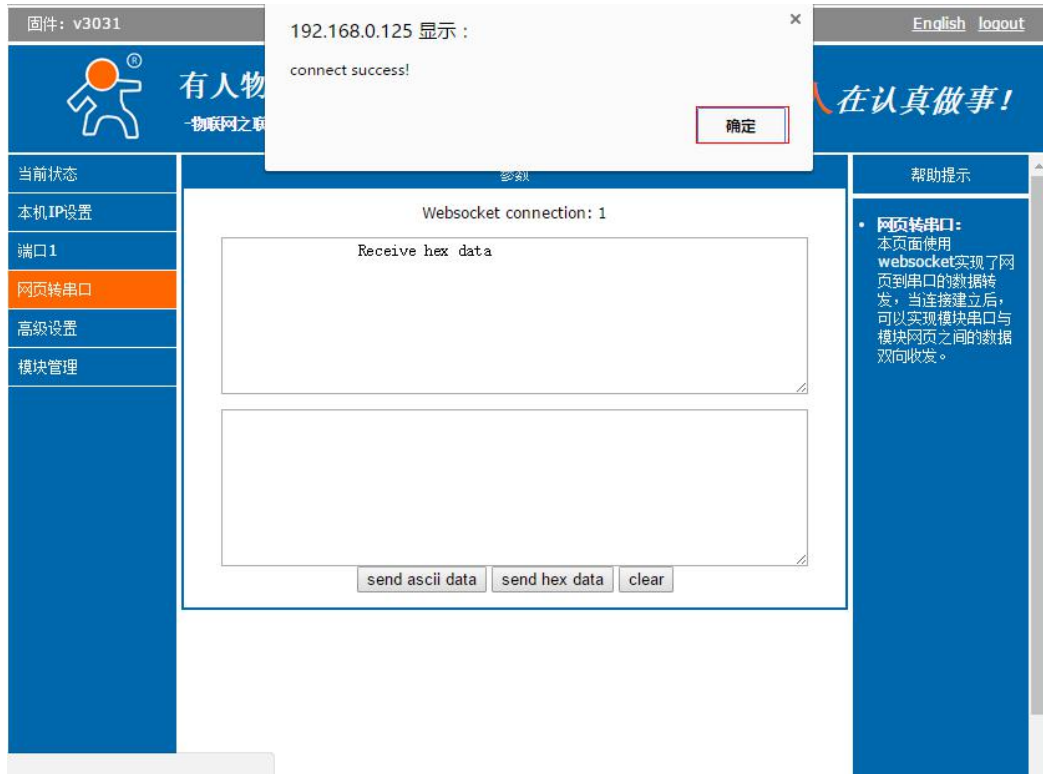 固件: v3031
192.168.0.125 显示：
×
English logout
connect success!
确定
®
有人物
-物联网之联
人在认真做事！
当前状态
本机IP设置
端口1
网页转串口
高级设置
模块管理
参数
Websocket connection: 1
Receive hex data
send ascii data
send hex data
clear
帮助提示
• 网页转串口:
本页面使用
websocket实现了网
页到串口的数据转
发，当连接建立后，
可以实现模块串口与
模块网页之间的数据
双向收发。